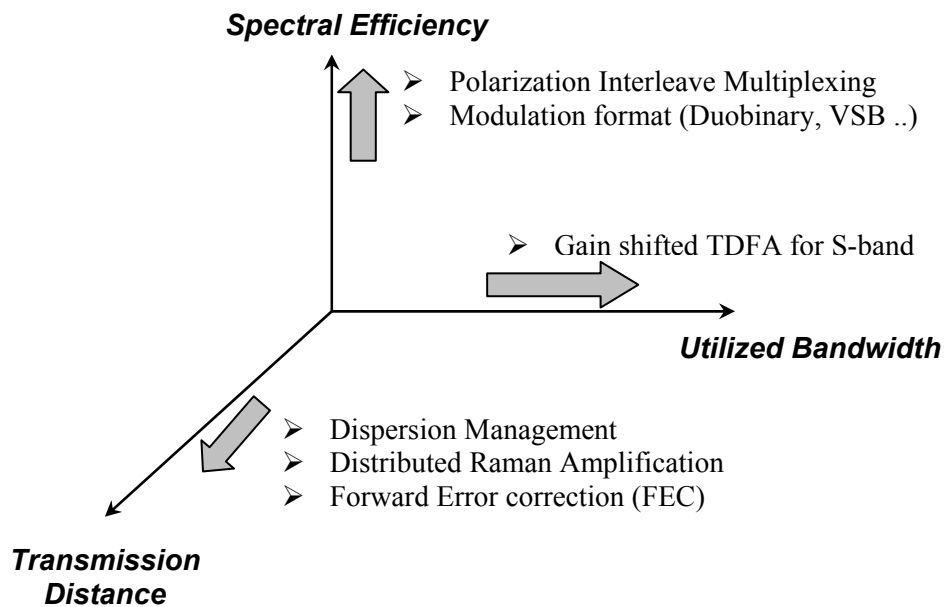 Spectral Efficiency
➢ Polarization Interleave Multiplexing
➢ Modulation format (Duobinary, VSB ..)
➢ Gain shifted TDFA for S-band
Utilized Bandwidth
➢ Dispersion Management
➢ Distributed Raman Amplification
➢ Forward Error correction (FEC)
Transmission
Distance